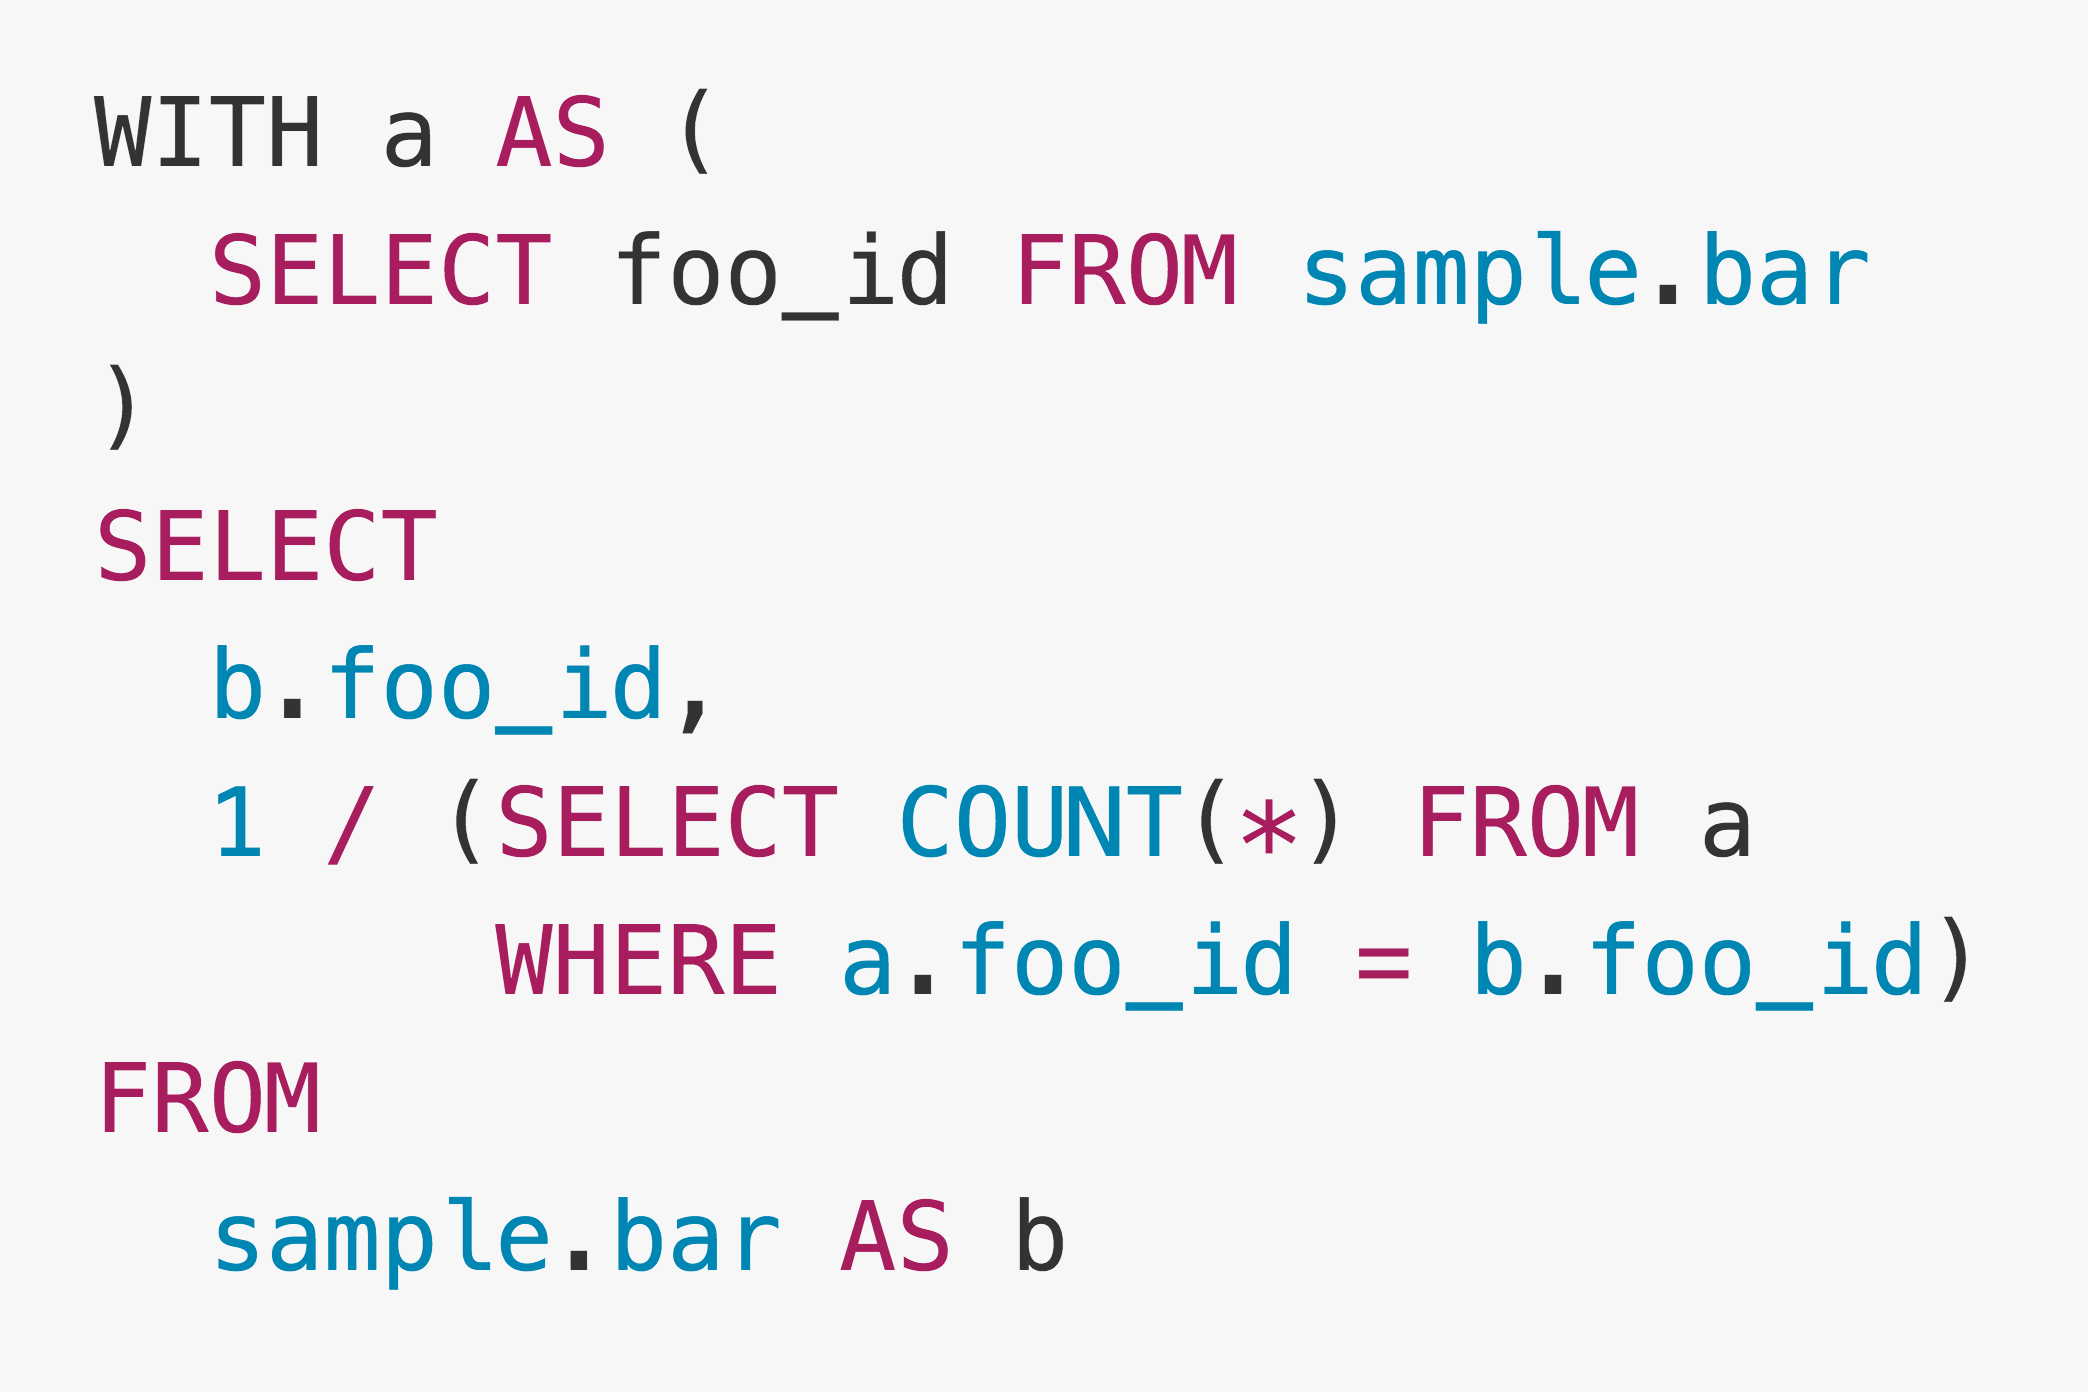 WITH a AS (
  SELECT foo_id FROM sample.bar
)
SELECT
  b.foo_id,
  1 / (SELECT COUNT(*) FROM a
       WHERE a.foo_id = b.foo_id)
FROM
  sample.bar AS b